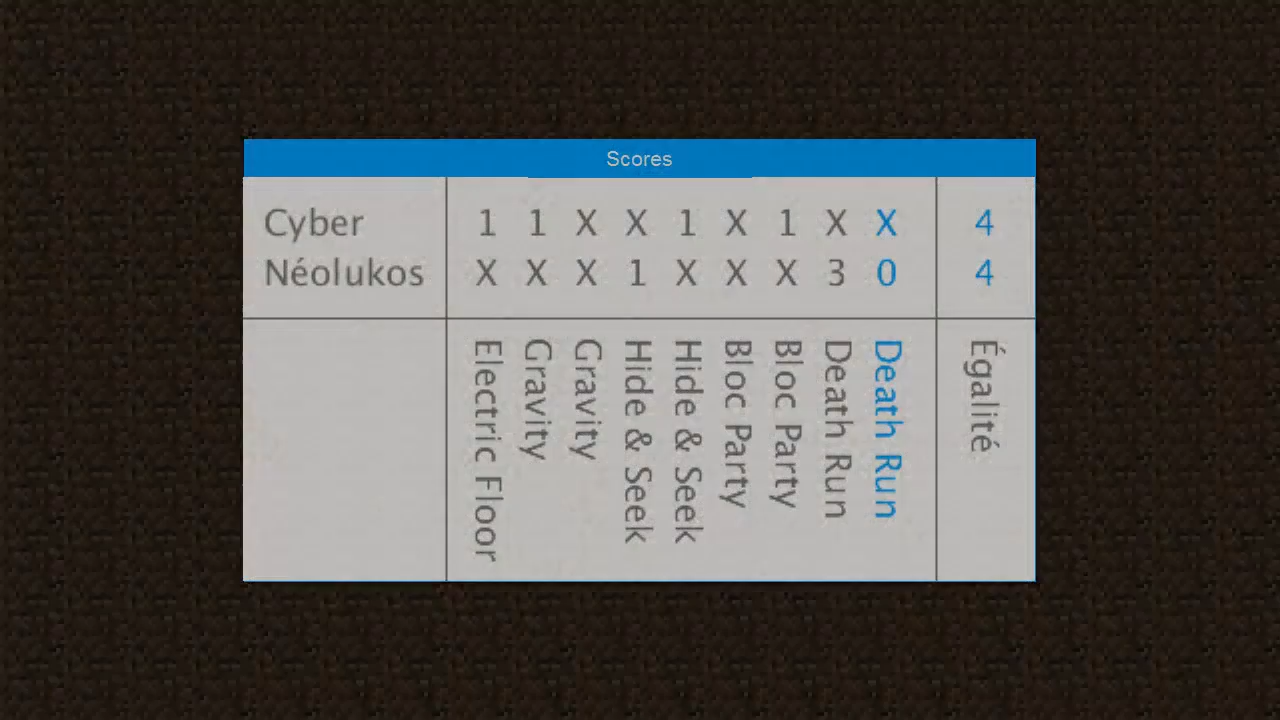 Scores
Cyber 1 1 X X 1 X 1 X X 4
Néolukos X X X 1 X X X 3 0 4
Electric Floor
Gravity
Gravity
Hide & Seek
Hide & Seek
Bloc Party
Bloc Party
Death Run
Death Run
Égalité